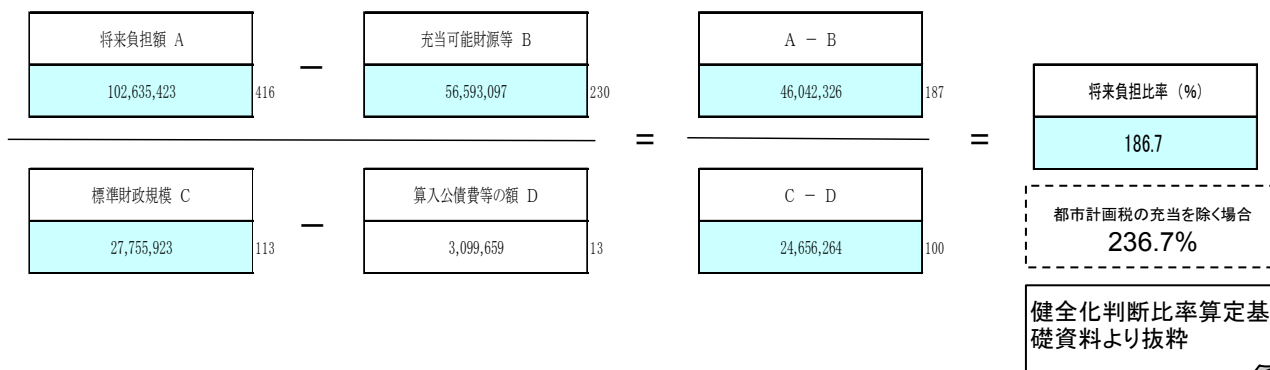 将来負担額 A
102,635,423
416
−
充当可能財源等 B
56,593,097
230
=
A − B
46,042,326
187
=
将来負担比率 (%)
186.7
標準財政規模 C
27,755,923
113
−
算入公債費等の額 D
3,099,659
13
C − D
24,656,264
100
都市計画税の充当を除く場合
236.7%
健全化判断比率算定基
礎資料より抜粋